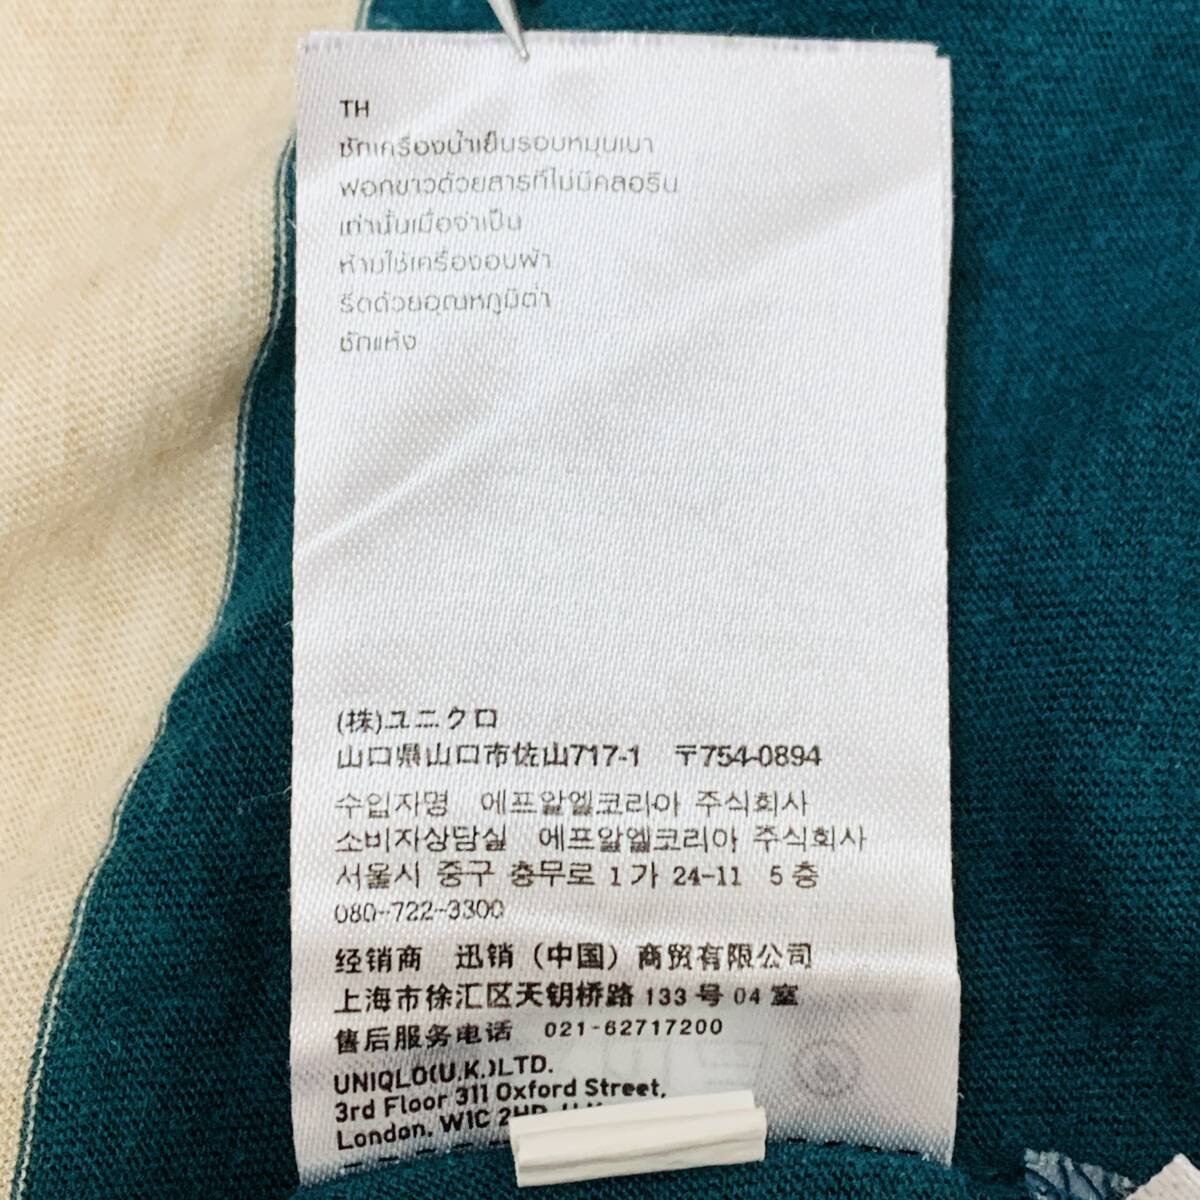 TH
ซักเครื่องน้ำเย็นรอบหมุนเบา
ฟอกขาวด้วยสารที่ไม่มีคลอรีน
เท่านั้นเมื่อจำเป็น
ห้ามใช้เครื่องอบผ้า
รีดด้วยอุณหภูมิต่ำ
ซักแห้ง
(株)ユニクロ
山口県山口市佐山717-1 〒754-0894
수입자명 에프알엘코리아 주식회사
소비자상담실 에프알엘코리아 주식회사
서울시 중구 충무로 1가 24-11 5층
080-722-3300
经销商 迅销（中国）商贸有限公司
上海市徐汇区天钥桥路 133 号 04 室
售后服务电话 021-62717200
UNIQLO(U.K.)LTD.
3rd Floor 311 Oxford Street,
London, W1C